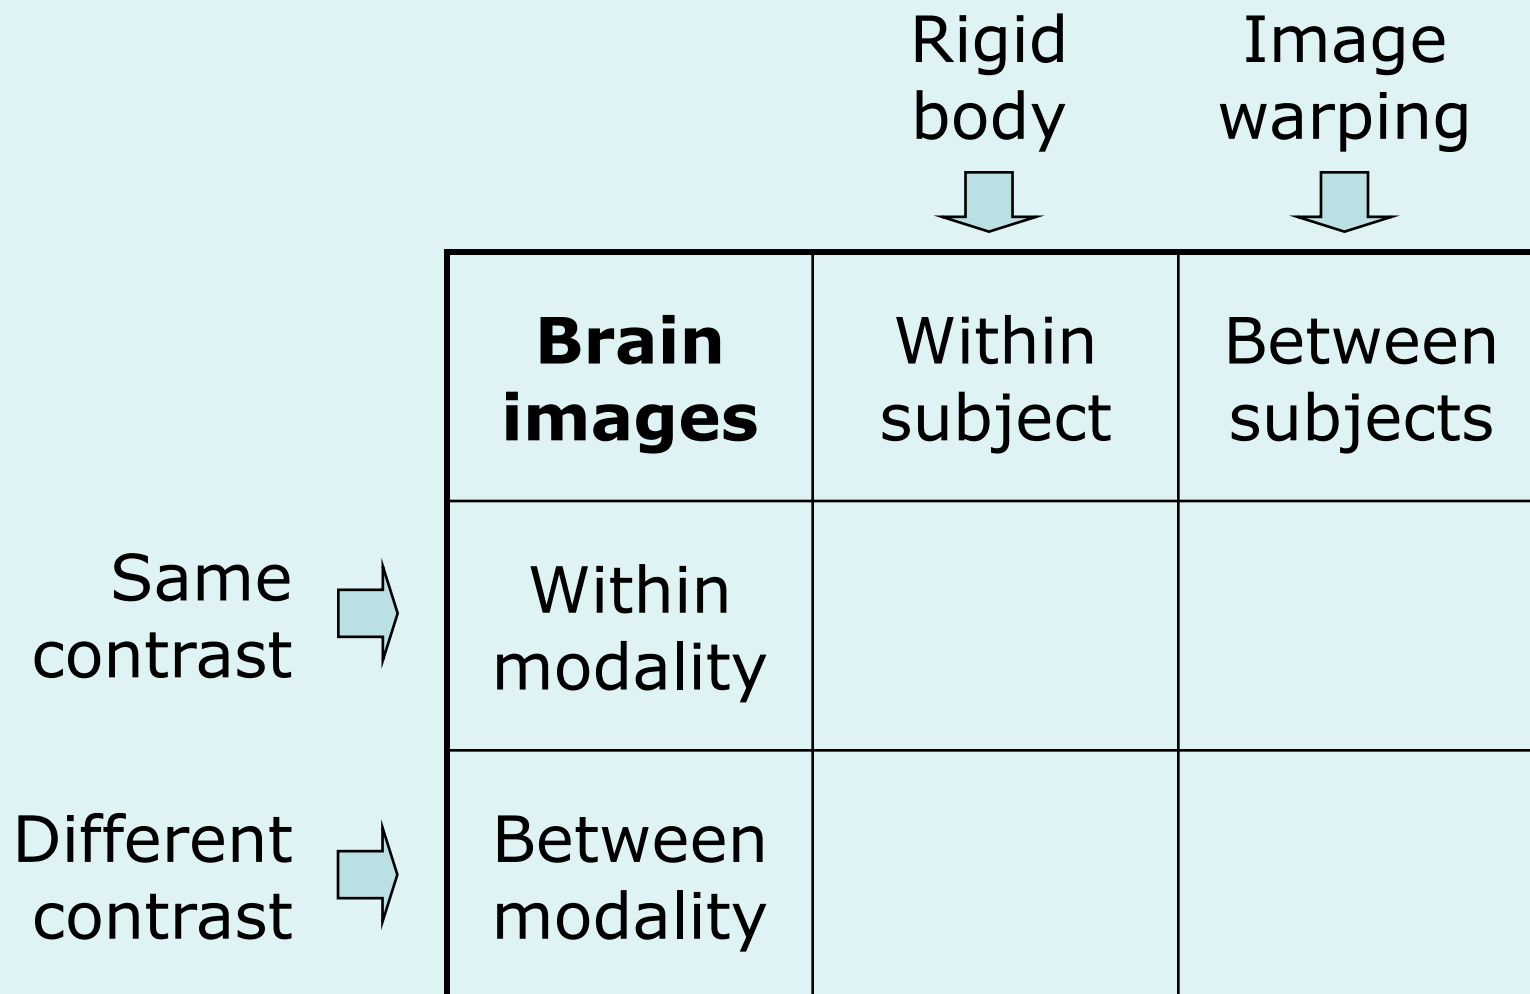 Rigid
body
Image
warping
Brain
images
Within
subject
Between
subjects
Same
contrast
Within
modality
Different
contrast
Between
modality